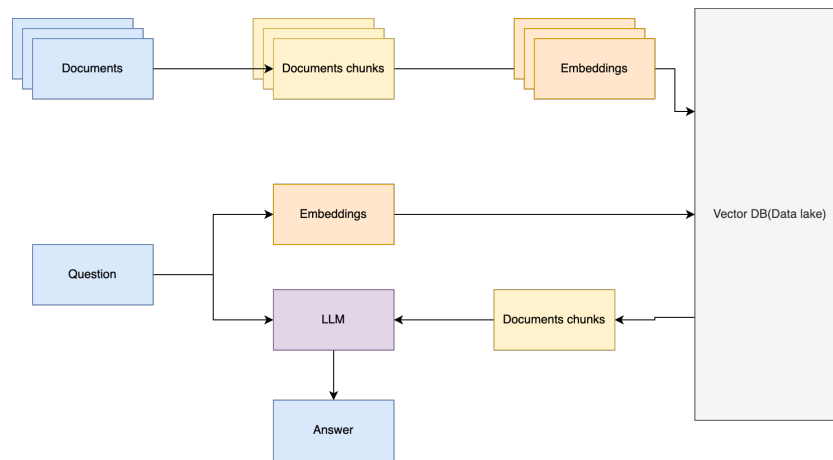 Documents
Documents chunks
Embeddings
Embeddings
Vector DB(Data lake)
Question
LLM
Documents chunks
Answer